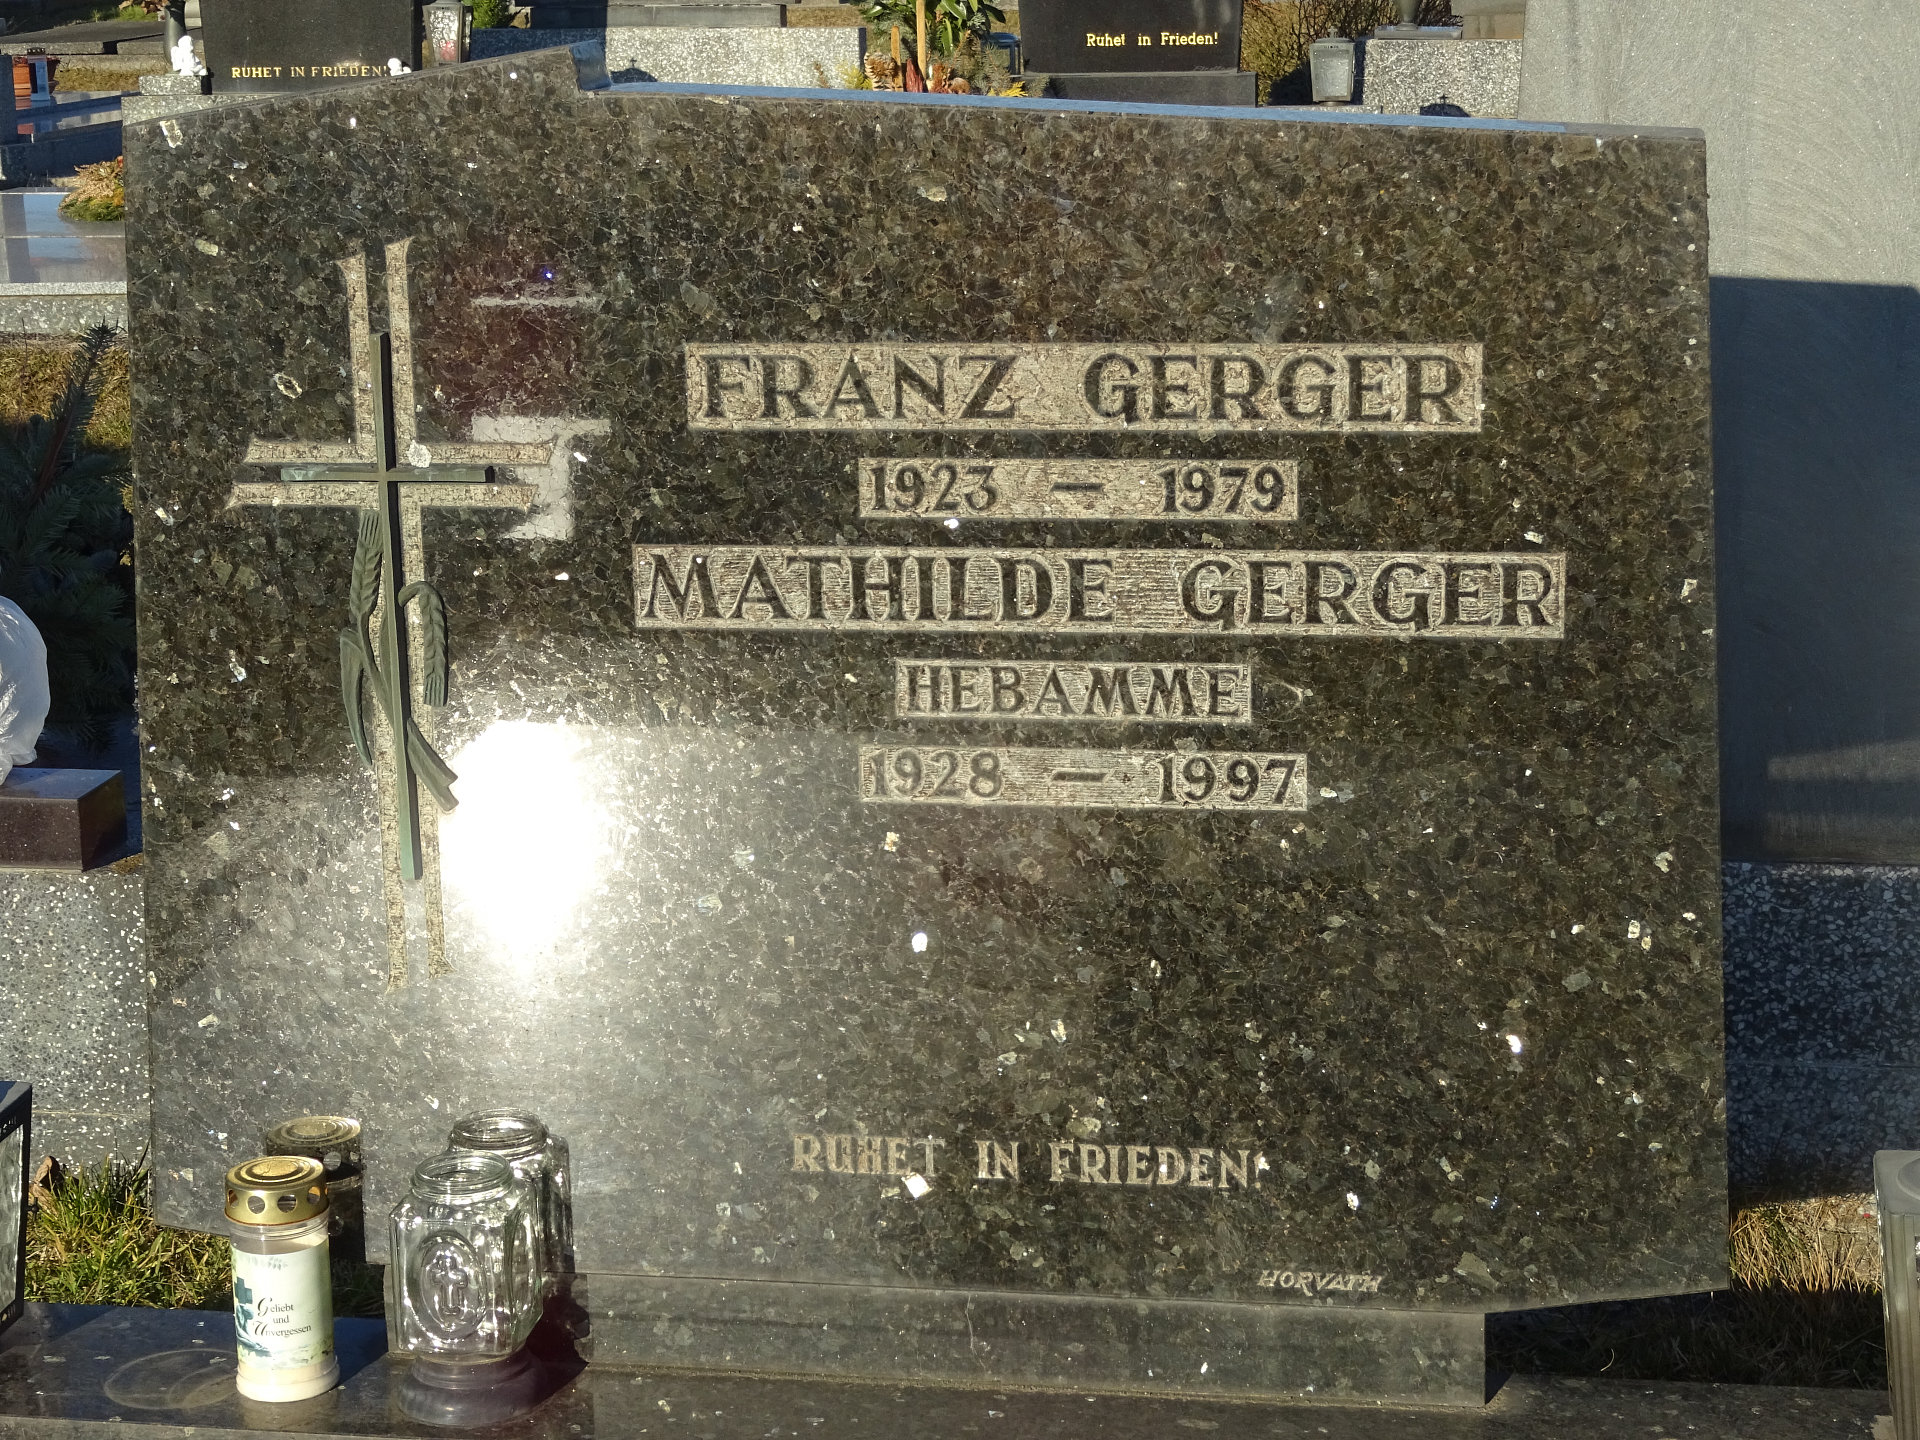 RUHET IN FRIEDEN!
Ruhet in Frieden!
FRANZ GERGER
1923 — 1979
MATHILDE GERGER
HEBAMME
1928 — 1997
RUHET IN FRIEDEN!
HORVATH
Geliebt
und
Unvergessen